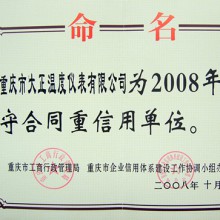 命名
重庆市大正温度仪表有限公司为2008年
守合同重信用单位。
重庆市工商行政管理局 重庆市企业信用体系建设工作协调小组办
二〇〇八年 十月